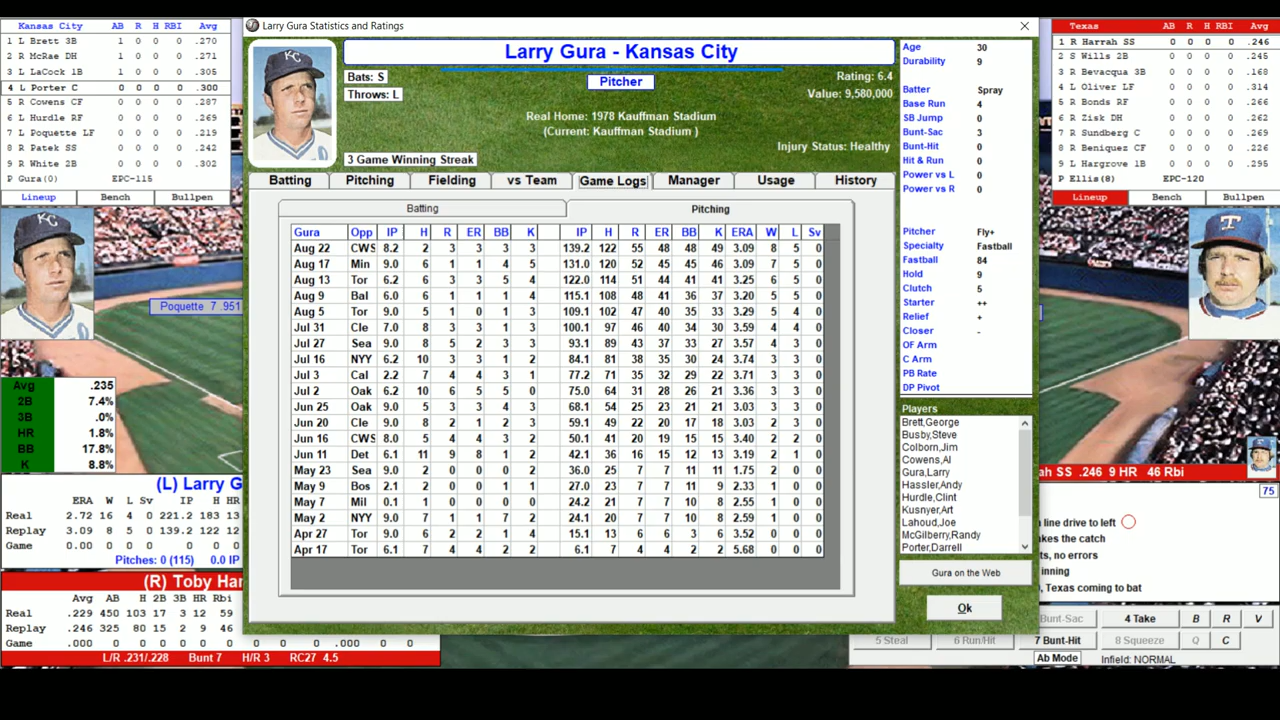 Kansas City AB R H RBI Avg
1 L Brett 3B 1 0 0 0 .270
2 R McRae DH 1 0 0 0 .271
3 L LaCock 1B 1 0 0 0 .305
4 L Porter C 0 0 0 0 .300
5 R Cowens CF 0 0 0 0 .287
6 L Hurdle RF 0 0 0 0 .269
7 L Poquette LF 0 0 0 0 .219
8 R Patek SS 0 0 0 0 .242
9 R White 2B 0 0 0 0 .302
P Gura(0) EPC-115
Lineup Bench Bullpen
Poquette 7 .951
Avg .235
2B 7.4%
3B .0%
HR 1.8%
BB 17.8%
K 8.8%
(L) Larry G
ERA W L Sv IP H HR
Real 2.72 16 4 0 221.2 183 13
Replay 3.09 8 5 0 139.2 122 12
Game 0.00 0 0 0 0.0 0 0
Pitches: 0 (115) 0.0 IP
(R) Toby Har
Avg AB H 2B 3B HR Rbi
Real .229 450 103 17 3 12 59
Replay .246 325 80 15 2 9 46
Game .000 0 0 0 0 0 0
L/R .231/.228 Bunt 7 H/R 3 RC27 4.5
Larry Gura Statistics and Ratings
Larry Gura - Kansas City
Bats: S
Throws: L
Pitcher
Rating: 6.4
Value: 9,580,000
Real Home: 1978 Kauffman Stadium
(Current: Kauffman Stadium )
Injury Status: Healthy
3 Game Winning Streak
Batting Pitching Fielding vs Team Game Logs Manager Usage History
Batting Pitching
Gura Opp IP H R ER BB K IP H R ER BB K ERA W L Sv
Aug 22 CWS 8.2 2 3 3 3 3 139.2 122 55 48 48 49 3.09 8 5 0
Aug 17 Min 9.0 6 1 1 4 5 131.0 120 52 45 45 46 3.09 7 5 0
Aug 13 Tor 6.2 6 3 3 5 4 122.0 114 51 44 41 41 3.25 6 5 0
Aug 9 Bal 6.0 6 1 1 1 4 115.1 108 48 41 36 37 3.20 5 5 0
Aug 5 Tor 9.0 5 1 0 1 3 109.1 102 47 40 35 33 3.29 5 4 0
Jul 31 Cle 7.0 8 3 3 1 3 100.1 97 46 40 34 30 3.59 4 4 0
Jul 27 Sea 9.0 8 5 2 3 3 93.1 89 43 37 33 27 3.57 4 3 0
Jul 16 NYY 6.2 10 3 3 1 2 84.1 81 38 35 30 24 3.74 3 3 0
Jul 3 Cal 2.2 7 4 4 3 1 77.2 71 35 32 29 22 3.71 3 3 0
Jul 2 Oak 6.2 10 6 5 5 0 75.0 64 31 28 26 21 3.36 3 3 0
Jun 25 Oak 9.0 5 3 3 4 3 68.1 54 25 23 21 21 3.03 3 3 0
Jun 20 Cle 9.0 8 2 1 2 3 59.1 49 22 20 17 18 3.03 3 2 0
Jun 16 CWS 8.0 5 4 4 3 2 50.1 41 20 19 15 15 3.40 2 2 0
Jun 11 Det 6.1 11 9 8 1 2 42.1 36 16 15 12 13 3.19 2 1 0
May 23 Sea 9.0 2 0 0 0 2 36.0 25 7 7 11 11 1.75 2 0 0
May 9 Bos 2.1 2 0 0 1 1 27.0 23 7 7 11 9 2.33 1 0 0
May 7 Mil 0.1 1 0 0 0 0 24.2 21 7 7 10 8 2.55 1 0 0
May 2 NYY 9.0 7 1 1 7 2 24.1 20 7 7 10 8 2.59 1 0 0
Apr 27 Tor 9.0 6 2 2 1 4 15.1 13 6 6 3 6 3.52 0 0 0
Apr 17 Tor 6.1 7 4 4 2 2 6.1 7 4 4 2 2 5.68 0 0 0
Age 30
Durability 9
Batter Spray
Base Run 4
SB Jump 0
Bunt-Sac 3
Bunt-Hit 0
Hit & Run 0
Power vs L 0
Power vs R 0
Pitcher Fly+
Specialty Fastball
Fastball 84
Hold 9
Clutch 5
Starter ++
Relief +
Closer -
OF Arm
C Arm
PB Rate
DP Pivot
Players
Brett,George
Busby,Steve
Colborn,Jim
Cowens,Al
Gura,Larry
Hassler,Andy
Hurdle,Clint
Kusnyer,Art
Lahoud,Joe
McGilberry,Randy
Porter,Darrell
Gura on the Web
Ok
Texas AB R H RBI Avg
1 R Harrah SS 0 0 0 0 .246
2 S Wills 2B 0 0 0 0 .245
3 R Bevacqua 3B 0 0 0 0 .168
4 L Oliver LF 0 0 0 0 .314
5 R Bonds RF 0 0 0 0 .266
6 R Zisk DH 0 0 0 0 .262
7 R Sundberg C 0 0 0 0 .269
8 R Beniquez CF 0 0 0 0 .226
9 L Hargrove 1B 0 0 0 0 .295
P Ellis(8) EPC-120
Lineup Bench Bullpen
ah SS .246 9 HR 46 Rbi
75
line drive to left
akes the catch
ts, no errors
inning
, Texas coming to bat
Bunt-Sac 4 Take B R V
5 Steal 6 Run/Hit 7 Bunt-Hit 8 Squeeze Q C
Ab Mode Infield: NORMAL